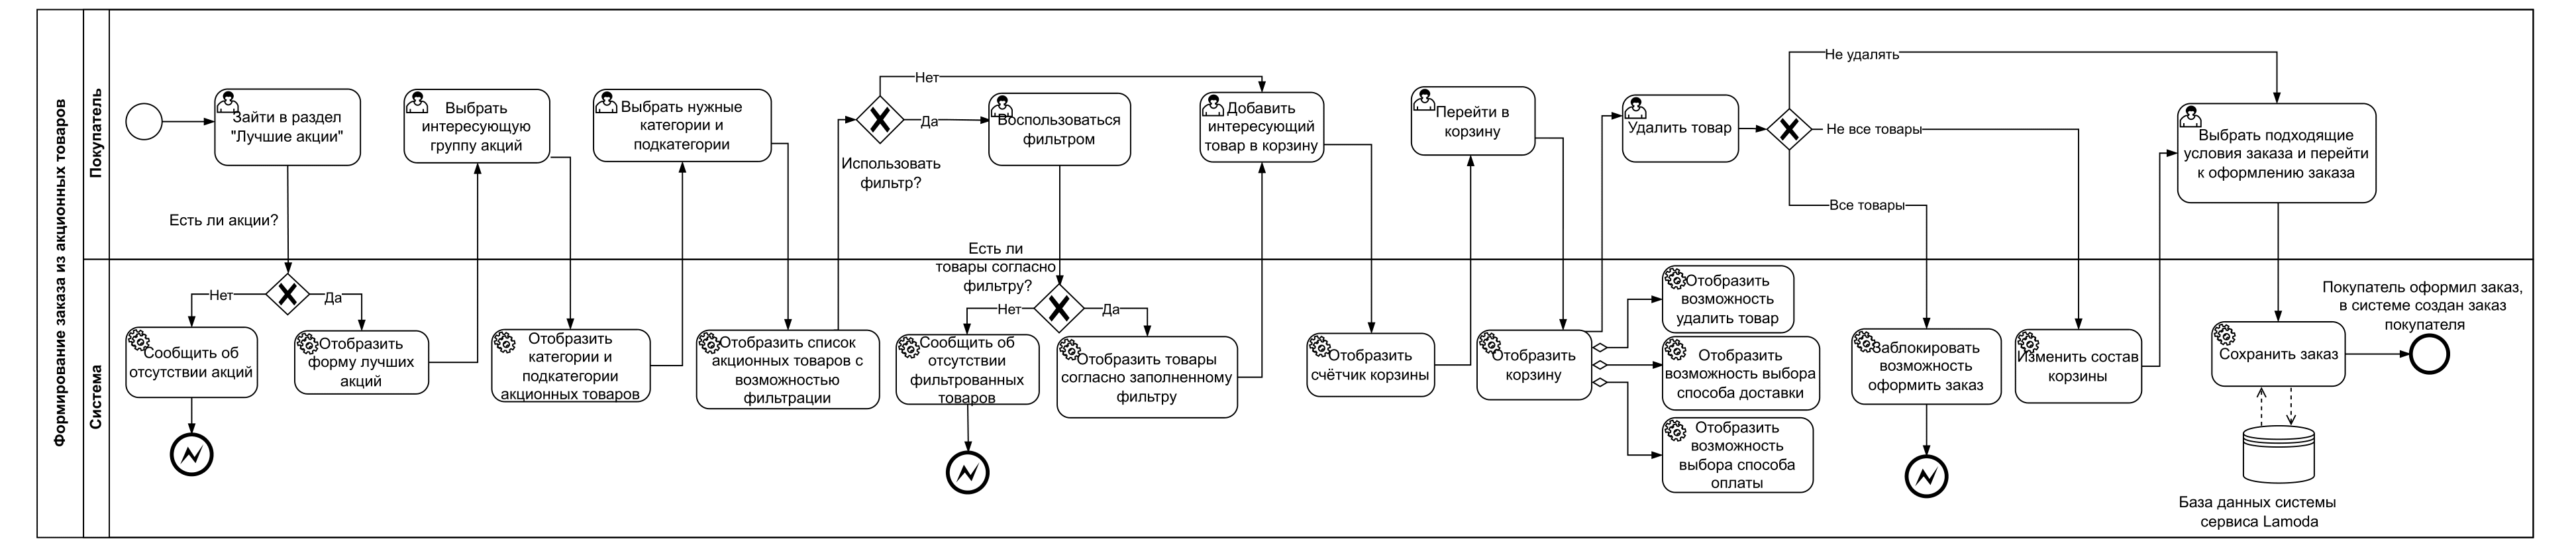 Формирование заказа из акционных товаров
Покупатель
Зайти в раздел
"Лучшие акции"
Есть ли акции?
Выбрать
интересующую
группу акций
Выбрать нужные
категории и
подкатегории
Использовать
фильтр?
Нет
Да
Воспользоваться
фильтром
Добавить
интересующий
товар в корзину
Перейти в
корзину
Удалить товар
Не удалять
Не все товары
Все товары
Выбрать подходящие
условия заказа и перейти
к оформлению заказа
Система
Нет
Да
Сообщить об
отсутствии акций
Отобразить
форму лучших
акций
Отобразить
категории и
подкатегории
акционных товаров
Отобразить список
акционных товаров с
возможностью
фильтрации
Есть ли
товары согласно
фильтру?
Нет
Да
Сообщить об
отсутствии
фильтрованных
товаров
Отобразить товары
согласно заполненному
фильтру
Отобразить
счётчик корзины
Отобразить
корзину
Отобразить
возможность
удалить товар
Отобразить
возможность выбора
способа доставки
Отобразить
возможность
выбора способа
оплаты
Заблокировать
возможность
оформить заказ
Изменить состав
корзины
Сохранить заказ
Покупатель оформил заказ,
в системе создан заказ
покупателя
База данных системы
сервиса Lamoda